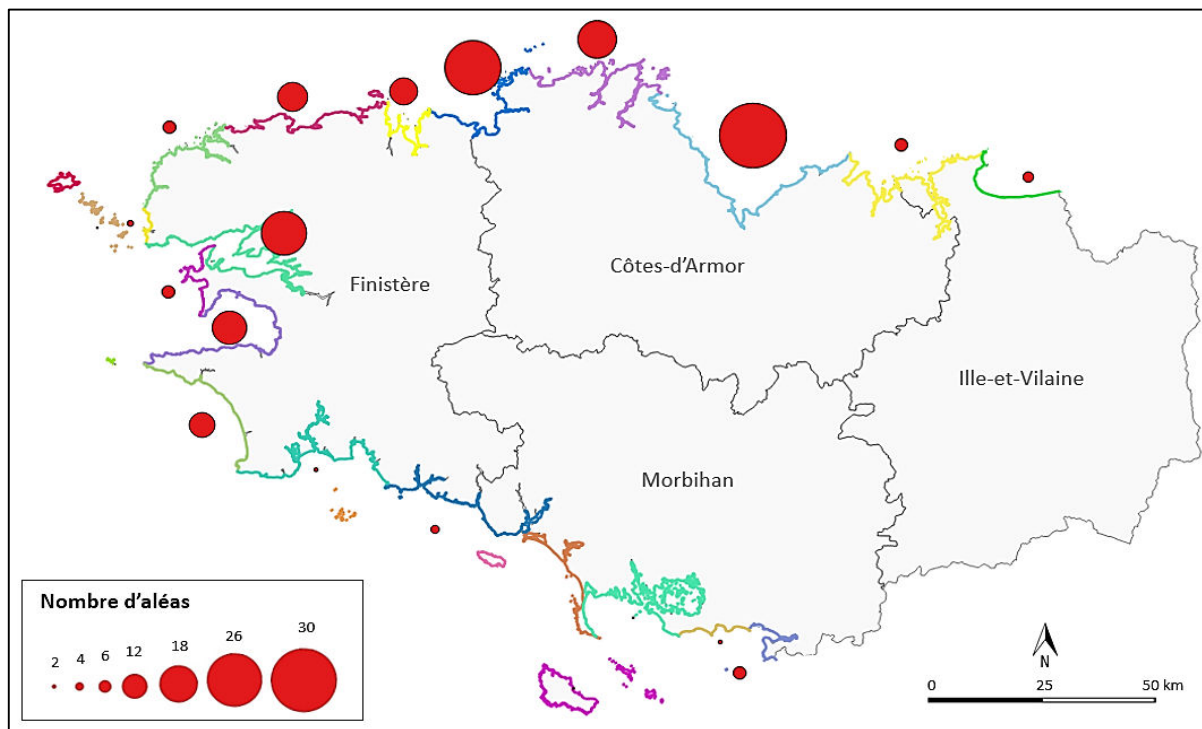 Côtes-d'Armor
Finistère
Ille-et-Vilaine
Morbihan
Nombre d'aléas
2 4 6 12 18 26 30
N
0 25 50 km